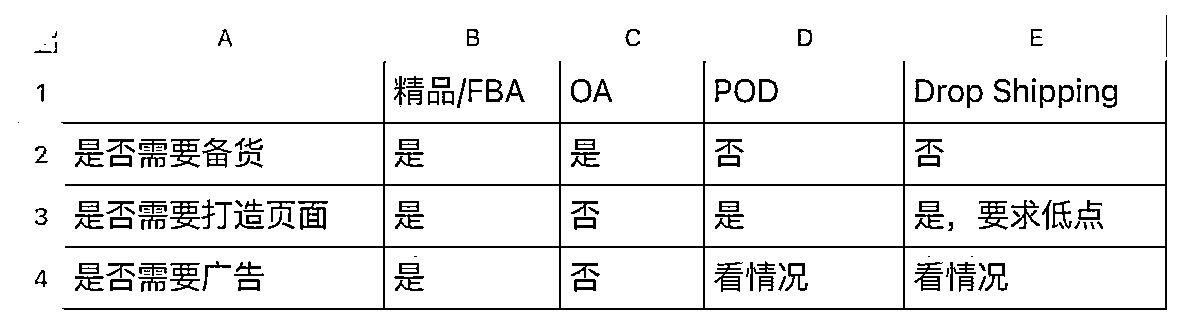 A B C D E
1 精品/FBA OA POD Drop Shipping
2 是否需要备货 是 是 否 否
3 是否需要打造页面 是 否 是 是，要求低点
4 是否需要广告 是 否 看情况 看情况